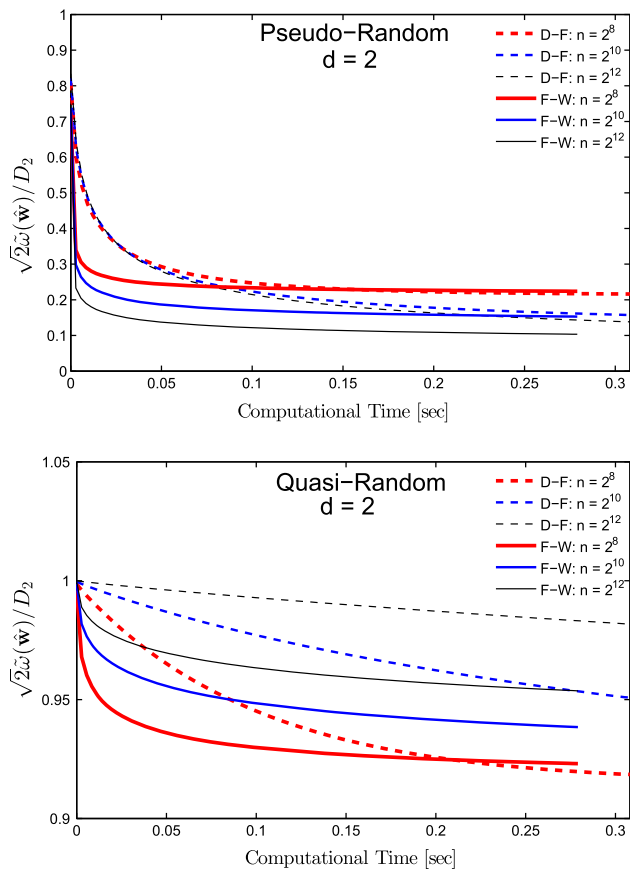 Pseudo−Random
d = 2
D−F: n = 2^8
D−F: n = 2^10
D−F: n = 2^12
F−W: n = 2^8
F−W: n = 2^10
F−W: n = 2^12
1
0.9
0.8
0.7
0.6
0.5
0.4
0.3
0.2
0.1
0
√2ω̃(ŵ)/D₂
0 0.05 0.1 0.15 0.2 0.25 0.3
Computational Time [sec]
Quasi−Random
d = 2
D−F: n = 2^8
D−F: n = 2^10
D−F: n = 2^12
F−W: n = 2^8
F−W: n = 2^10
F−W: n = 2^12
1.05
1
0.95
0.9
√2ω̃(ŵ)/D₂
0 0.05 0.1 0.15 0.2 0.25 0.3
Computational Time [sec]